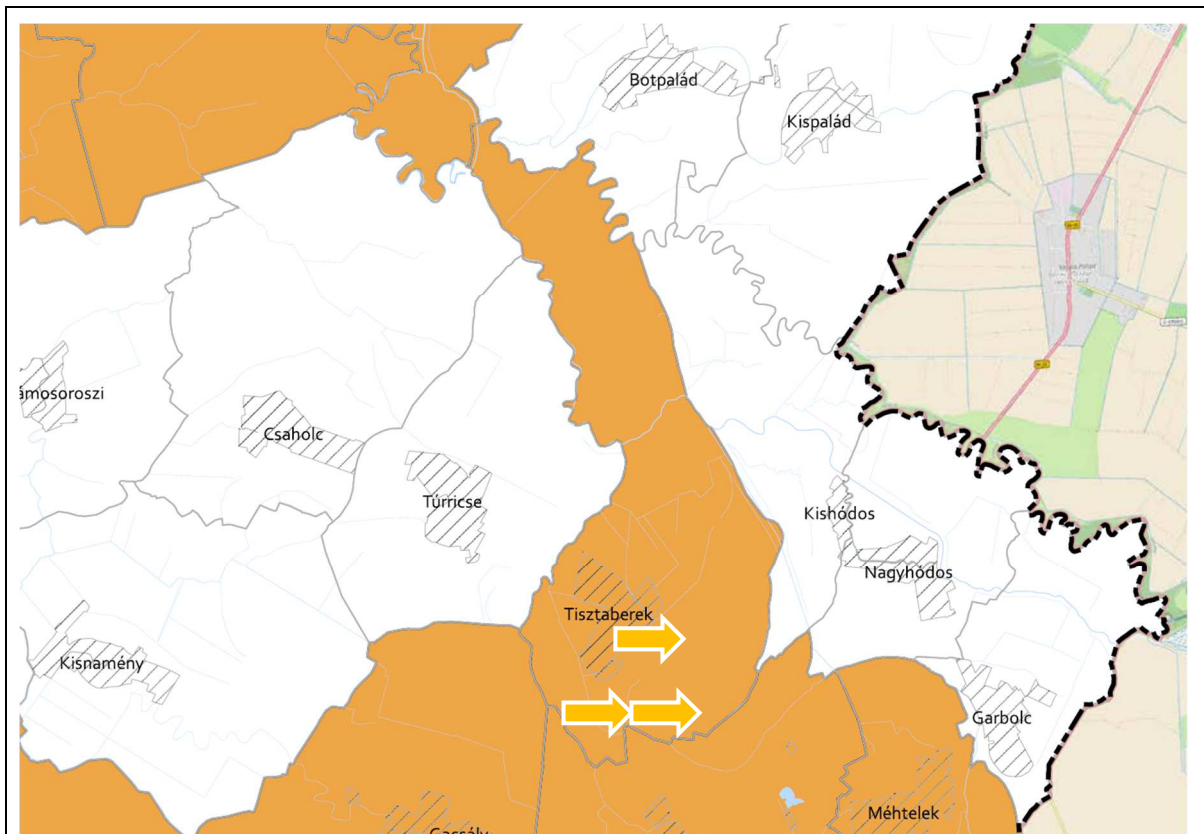 Botpalád
Kispalád
ámosoroszi
Csaholc
Túrricse
Kishódos
Nagyhódos
Tisztaberek
Kisnamény
Garbolc
Méhtelek